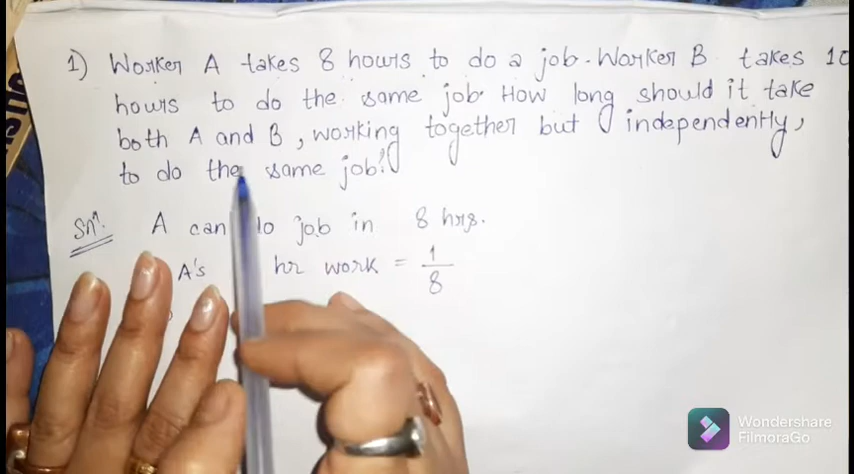 1) Worker A takes 8 hours to do a job. Worker B takes 10
hours to do the same job. How long should it take
both A and B, working together but independently,
to do the same job?
Sn. A can do job in 8 hrs.
A's hr work = 1/8
Wondershare
FilmoraGo